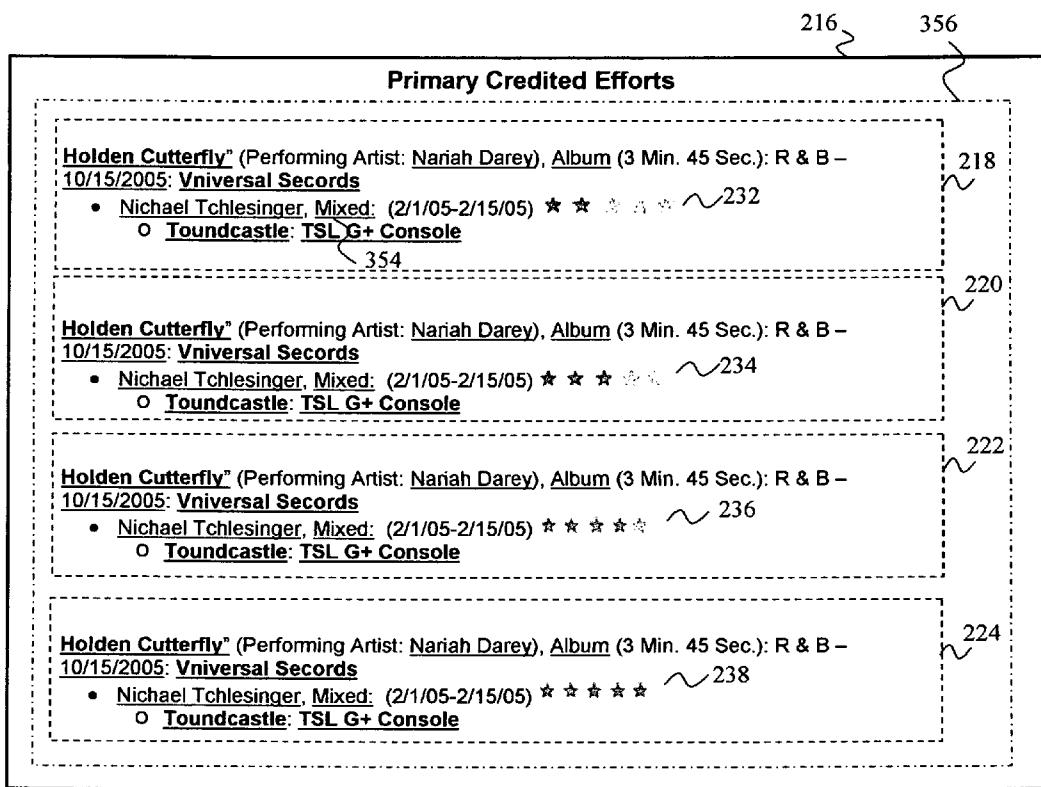 216 356
Primary Credited Efforts
Holden Cutterfly" (Performing Artist: Nariah Darey), Album (3 Min. 45 Sec.): R & B –
10/15/2005: Vniversal Secords
218
• Nichael Tchlesinger, Mixed: (2/1/05-2/15/05) ★ ★ ☆ ☆ ☆ 232
O Toundcastle: TSL G+ Console
354
220
Holden Cutterfly" (Performing Artist: Nariah Darey), Album (3 Min. 45 Sec.): R & B –
10/15/2005: Vniversal Secords
• Nichael Tchlesinger, Mixed: (2/1/05-2/15/05) ★ ★ ★ ☆ ☆ 234
O Toundcastle: TSL G+ Console
222
Holden Cutterfly" (Performing Artist: Nariah Darey), Album (3 Min. 45 Sec.): R & B –
10/15/2005: Vniversal Secords
• Nichael Tchlesinger, Mixed: (2/1/05-2/15/05) ★ ★ ★ ★ ☆ 236
O Toundcastle: TSL G+ Console
224
Holden Cutterfly" (Performing Artist: Nariah Darey), Album (3 Min. 45 Sec.): R & B –
10/15/2005: Vniversal Secords
• Nichael Tchlesinger, Mixed: (2/1/05-2/15/05) ★ ★ ★ ★ ★ 238
O Toundcastle: TSL G+ Console